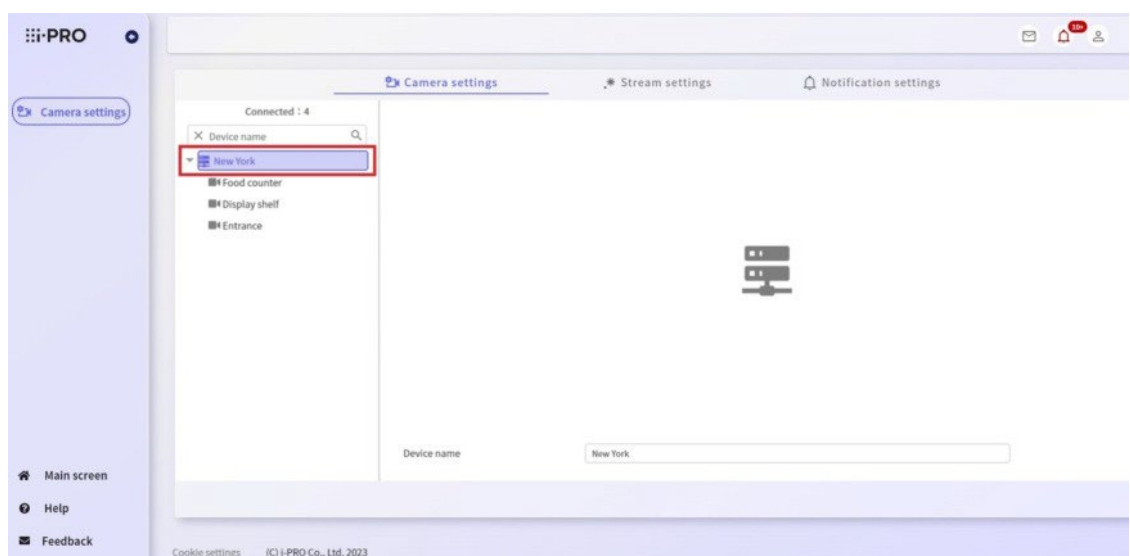 i-PRO
10+
Camera settings
Stream settings
Notification settings
Camera settings
Connected : 4
Device name
New York
Food counter
Display shelf
Entrance
Device name
New York
Main screen
Help
Feedback
Cookie settings
(C) i-PRO Co., Ltd. 2023